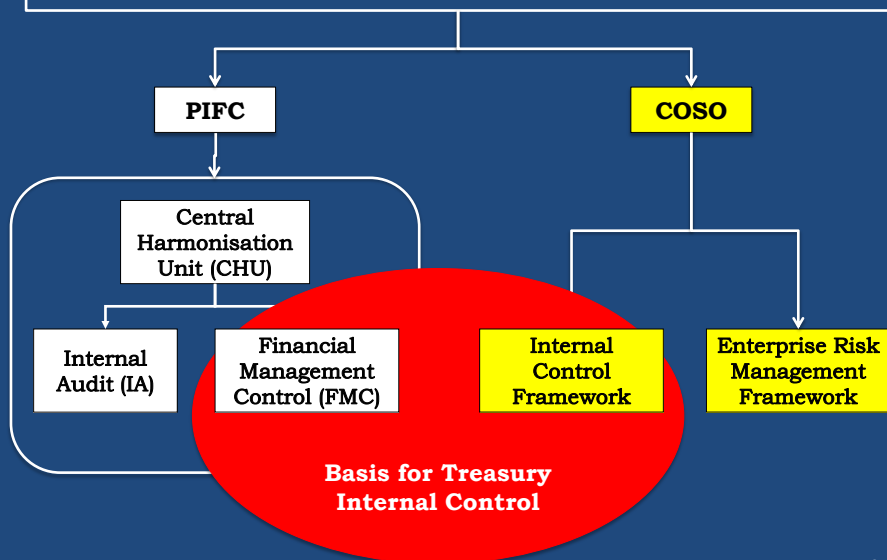 PIFC
COSO
Central
Harmonisation
Unit (CHU)
Internal
Audit (IA)
Financial
Management
Control (FMC)
Internal
Control
Framework
Enterprise Risk
Management
Framework
Basis for Treasury
Internal Control